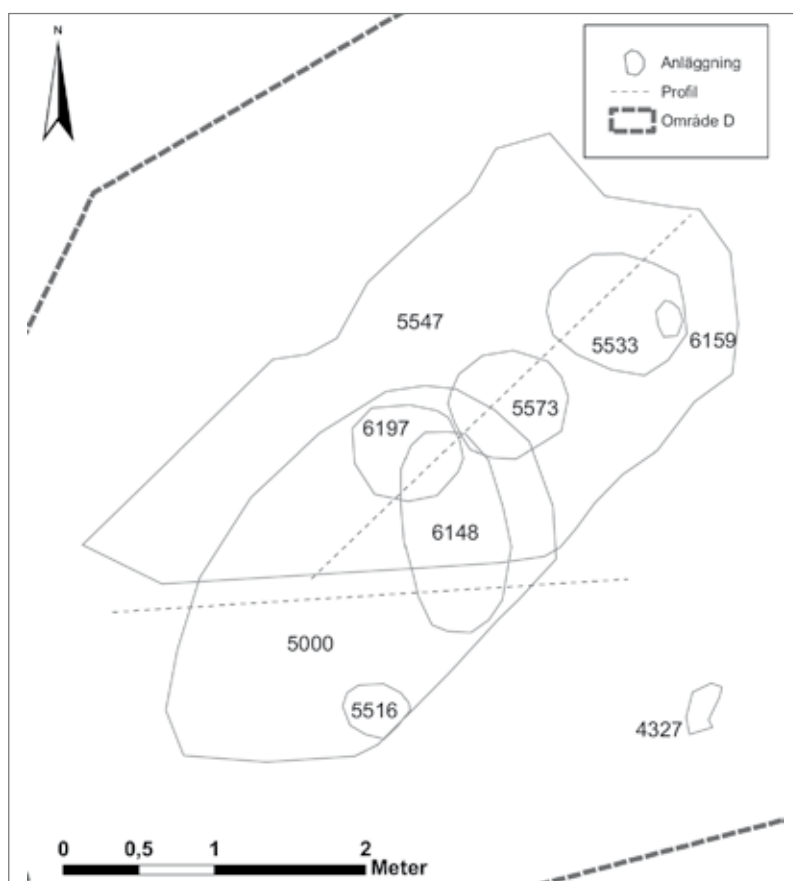 N
Anläggning
Profil
Område D
5547
5533
6159
5573
6197
6148
5000
5516
4327
0 0,5 1 2
Meter